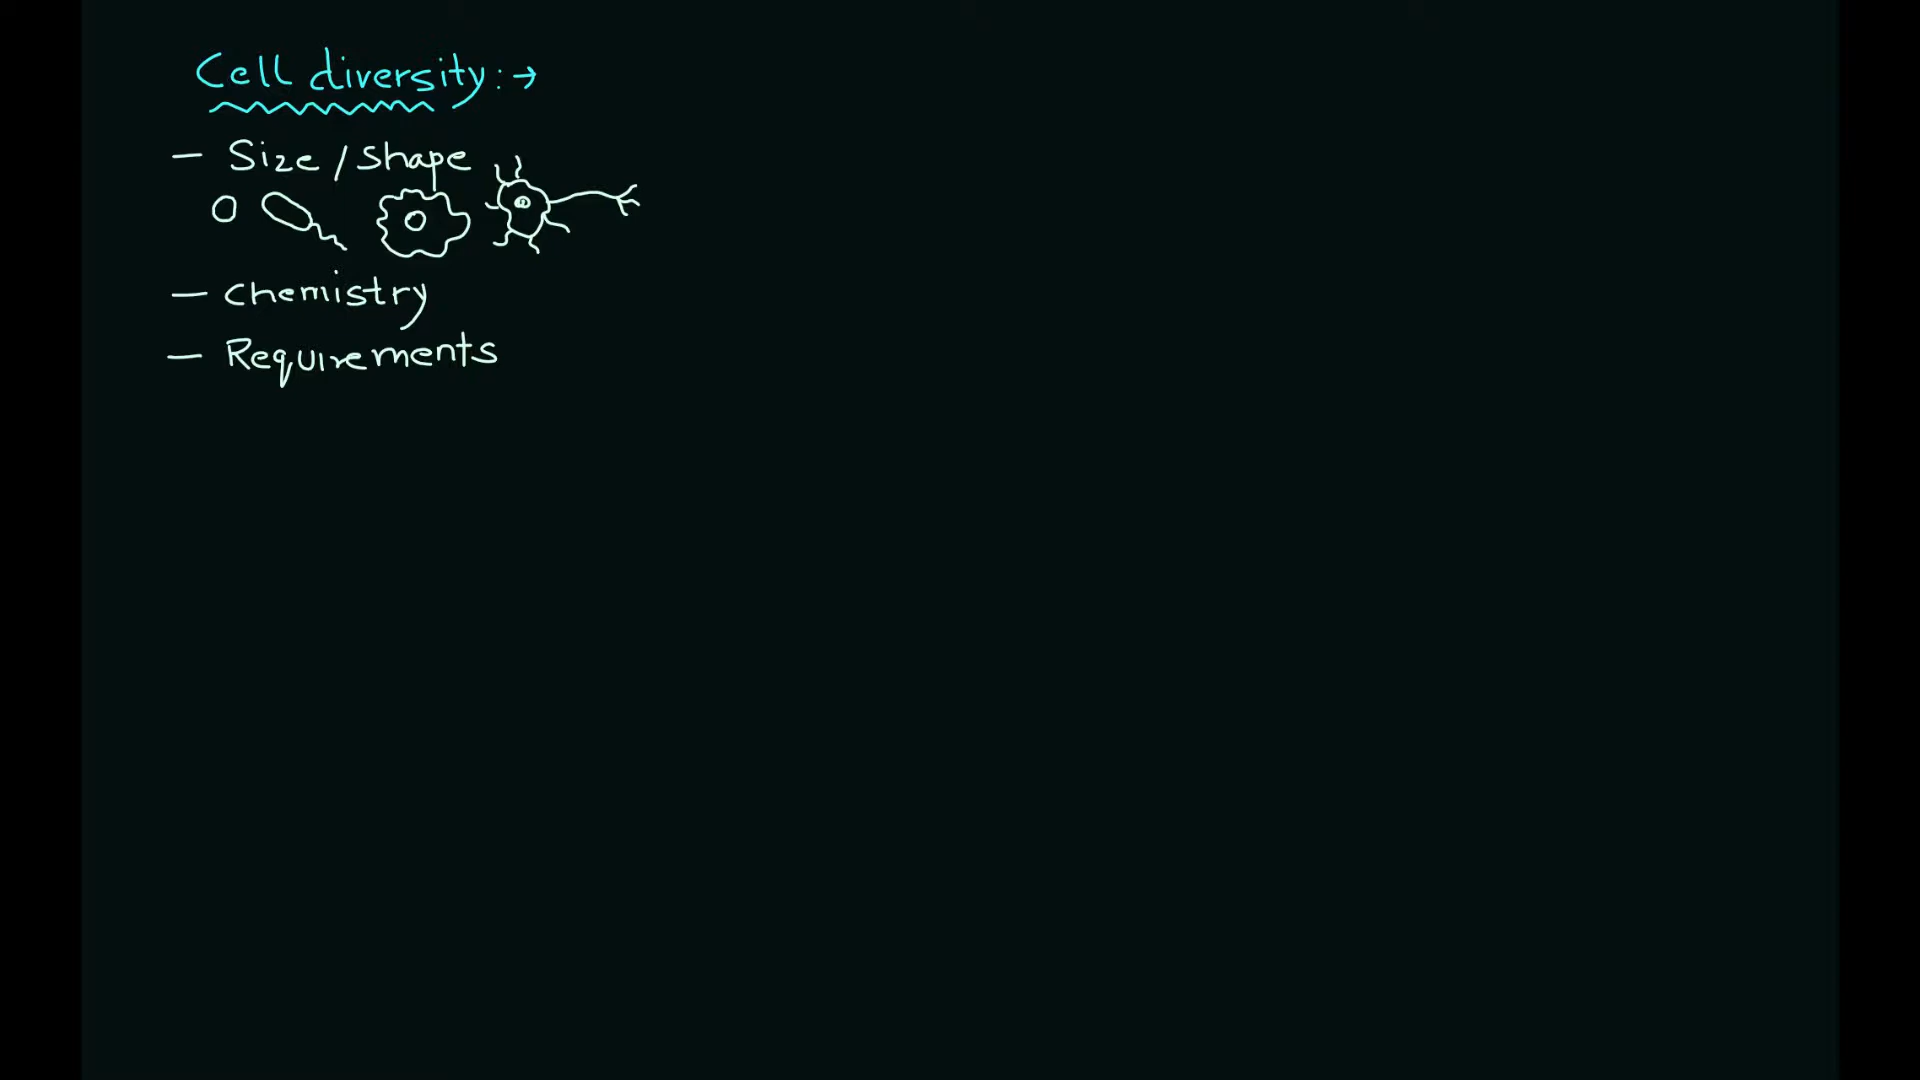 Cell diversity:→
- Size/shape
- chemistry
- Requirements